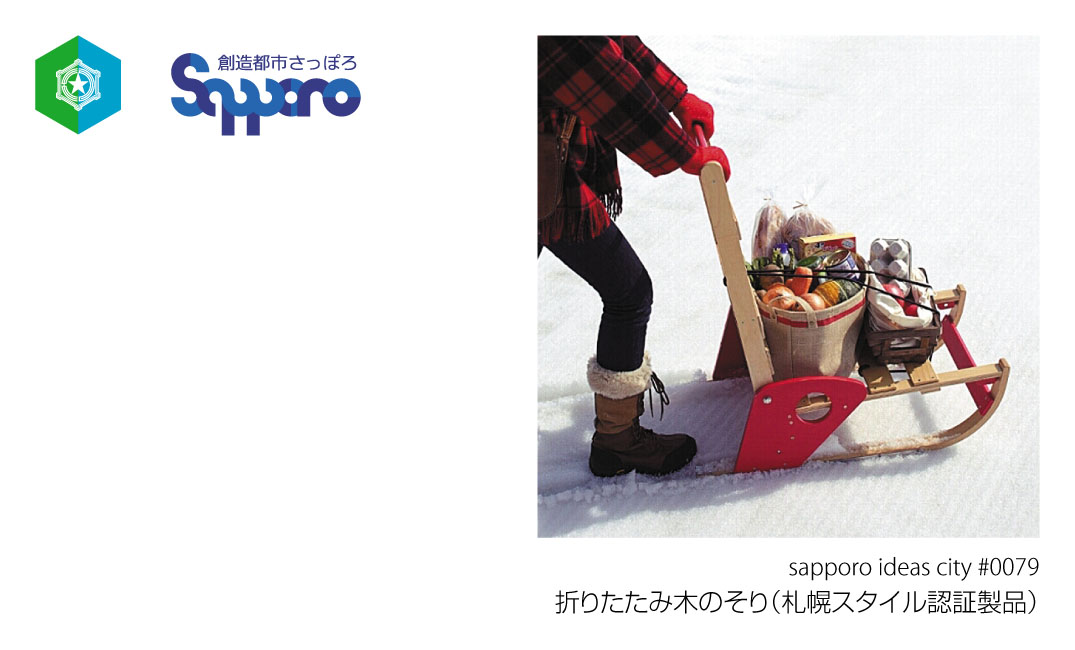 創造都市さっぽろ
Sapporo
sapporo ideas city #0079
折りたたみ木のそり（札幌スタイル認証製品）